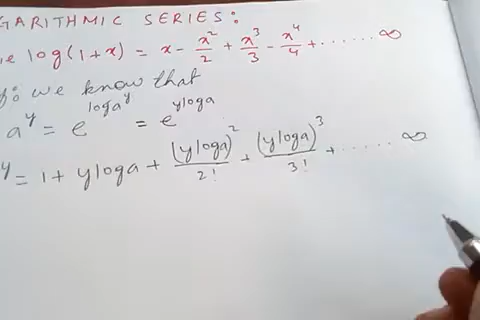 GARITHMIC SERIES:
e log(1+x) = x - x²/2 + x³/3 - x⁴/4 + ....... ∞
f: we know that
a^y = e^(log a^y) = e^(y log a)
y = 1 + y log a + (y log a)²/2! + (y log a)³/3! + ...... ∞